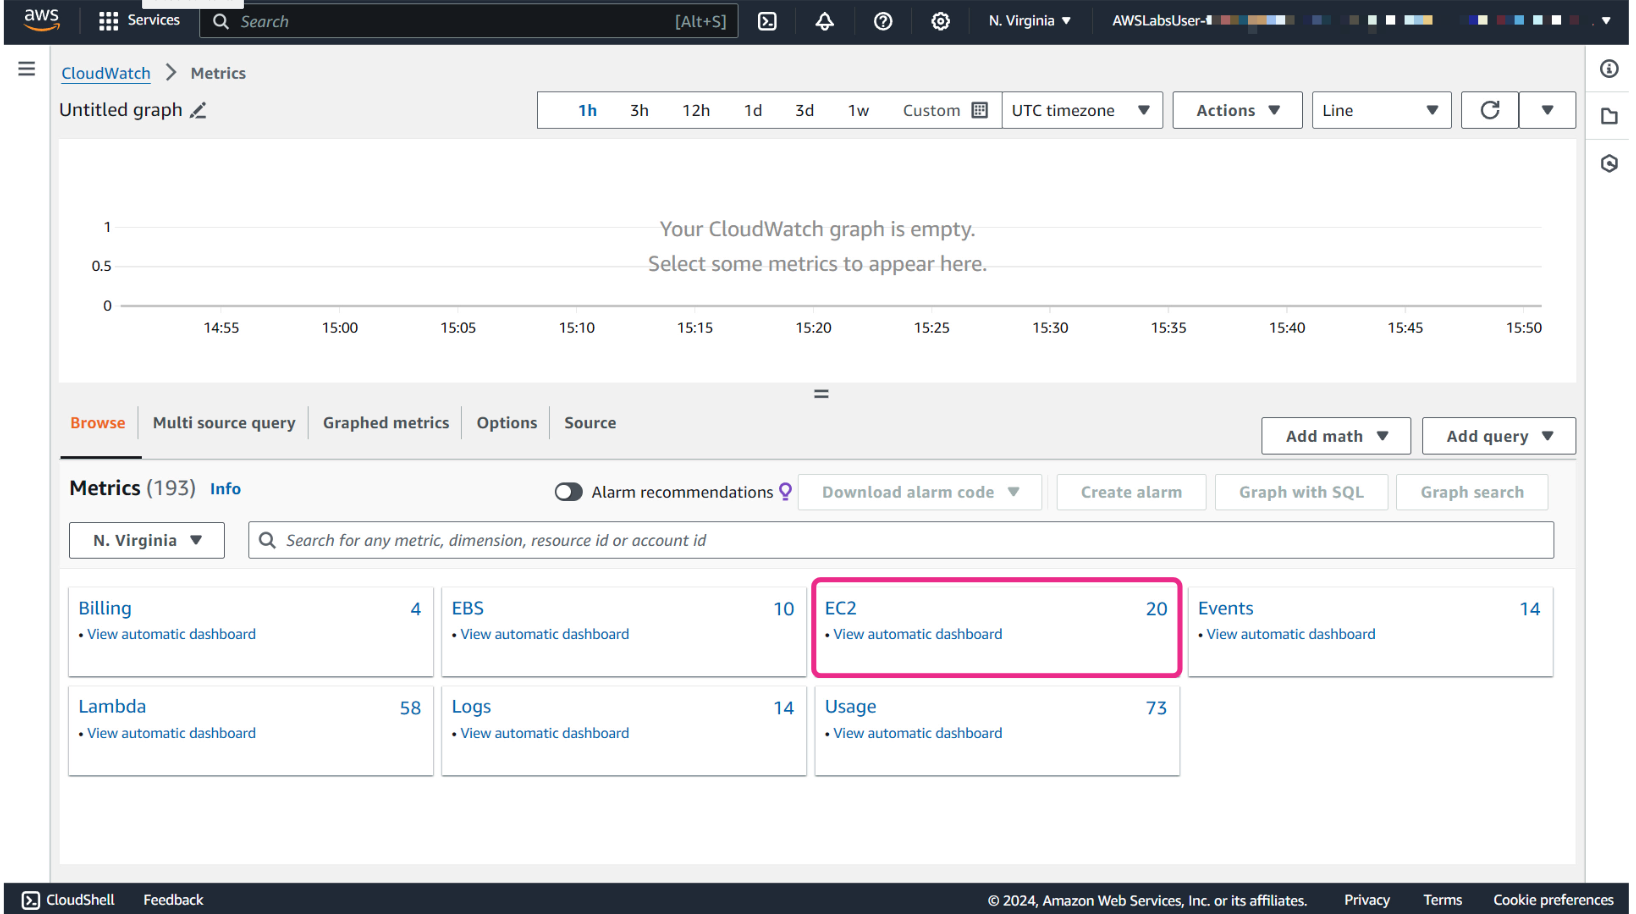 aws
Services
Search [Alt+S]
N. Virginia
AWSLabsUser-
CloudWatch > Metrics
Untitled graph
1h 3h 12h 1d 3d 1w Custom UTC timezone
Actions
Line
Your CloudWatch graph is empty.
Select some metrics to appear here.
1
0.5
0
14:55 15:00 15:05 15:10 15:15 15:20 15:25 15:30 15:35 15:40 15:45 15:50
Browse Multi source query Graphed metrics Options Source
Add math
Add query
Metrics (193) Info
Alarm recommendations
Download alarm code
Create alarm
Graph with SQL
Graph search
N. Virginia
Search for any metric, dimension, resource id or account id
Billing 4
• View automatic dashboard
EBS 10
• View automatic dashboard
EC2 20
• View automatic dashboard
Events 14
• View automatic dashboard
Lambda 58
• View automatic dashboard
Logs 14
• View automatic dashboard
Usage 73
• View automatic dashboard
CloudShell Feedback
© 2024, Amazon Web Services, Inc. or its affiliates. Privacy Terms Cookie preferences